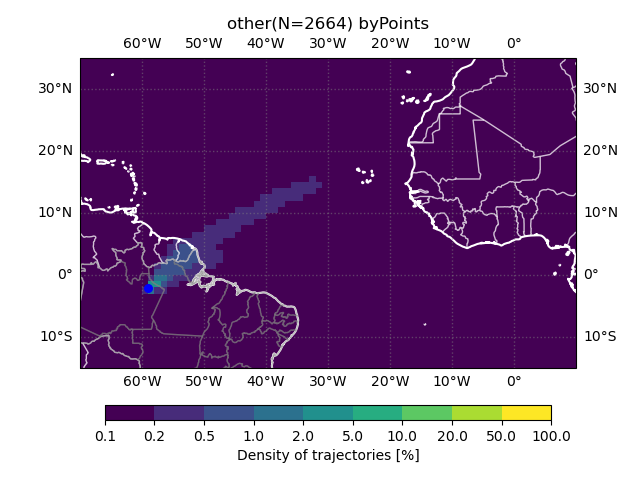 other(N=2664) byPoints
60°W 50°W 40°W 30°W 20°W 10°W 0°
30°N 30°N
20°N 20°N
10°N 10°N
0° 0°
10°S 10°S
60°W 50°W 40°W 30°W 20°W 10°W 0°
0.1 0.2 0.5 1.0 2.0 5.0 10.0 20.0 50.0 100.0
Density of trajectories [%]